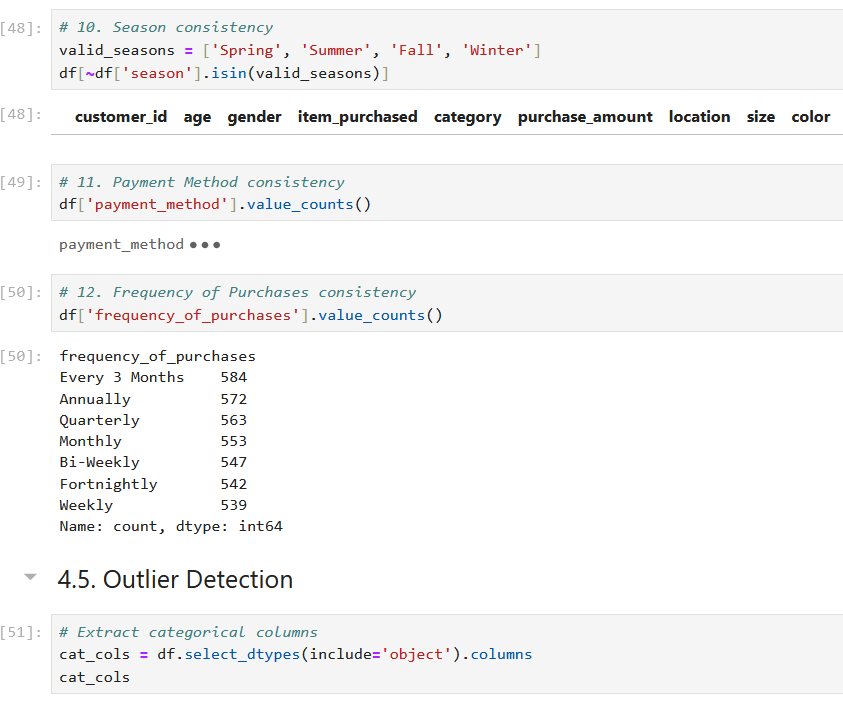 [48]: # 10. Season consistency
valid_seasons = ['Spring', 'Summer', 'Fall', 'Winter']
df[~df['season'].isin(valid_seasons)]
[48]: customer_id age gender item_purchased category purchase_amount location size color
[49]: # 11. Payment Method consistency
df['payment_method'].value_counts()
payment_method •••
[50]: # 12. Frequency of Purchases consistency
df['frequency_of_purchases'].value_counts()
[50]: frequency_of_purchases
Every 3 Months 584
Annually 572
Quarterly 563
Monthly 553
Bi-Weekly 547
Fortnightly 542
Weekly 539
Name: count, dtype: int64
4.5. Outlier Detection
[51]: # Extract categorical columns
cat_cols = df.select_dtypes(include='object').columns
cat_cols